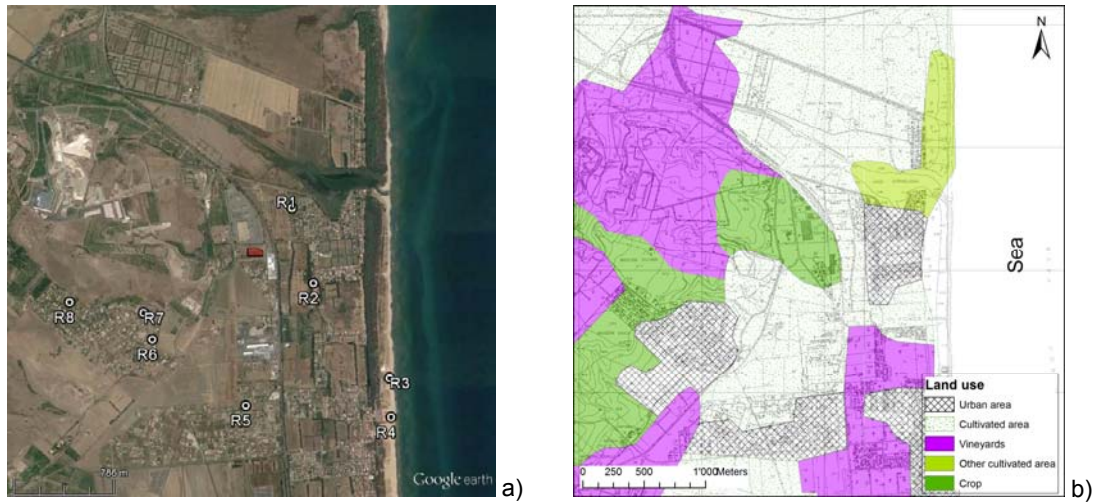 R1
R2
R8
R7
R6
R3
R4
R5
786 m
Google earth
a)
N
Sea
Land use
Urban area
Cultivated area
Vineyards
Other cultivated area
Crop
0 250 500 1'000 Meters
b)